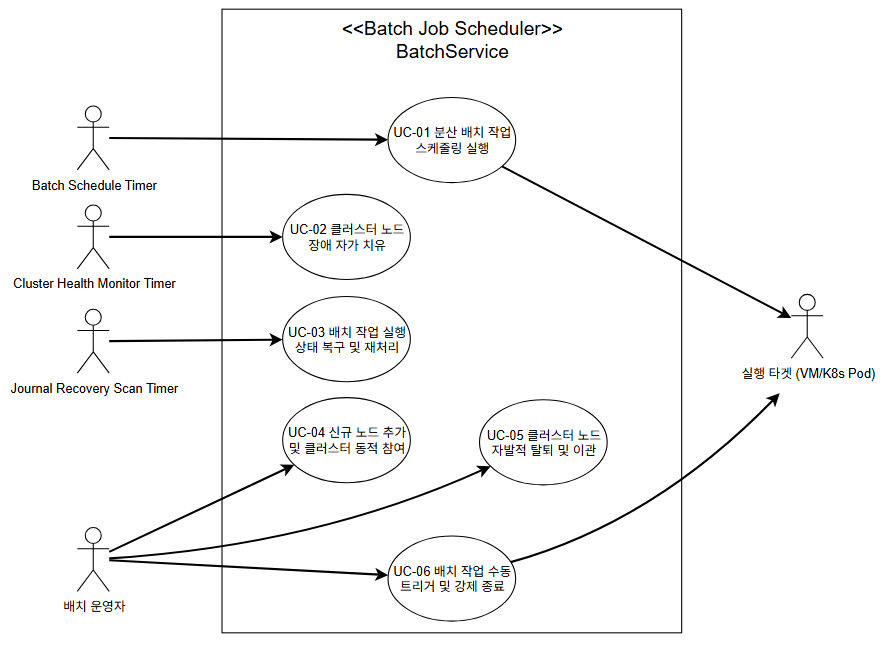 <<Batch Job Scheduler>>
BatchService
UC-01 분산 배치 작업
스케줄링 실행
Batch Schedule Timer
UC-02 클러스터 노드
장애 자가 치유
Cluster Health Monitor Timer
UC-03 배치 작업 실행
상태 복구 및 재처리
Journal Recovery Scan Timer
실행 타겟 (VM/K8s Pod)
UC-04 신규 노드 추가
및 클러스터 동적 참여
UC-05 클러스터 노드
자발적 탈퇴 및 이관
UC-06 배치 작업 수동
트리거 및 강제 종료
배치 운영자